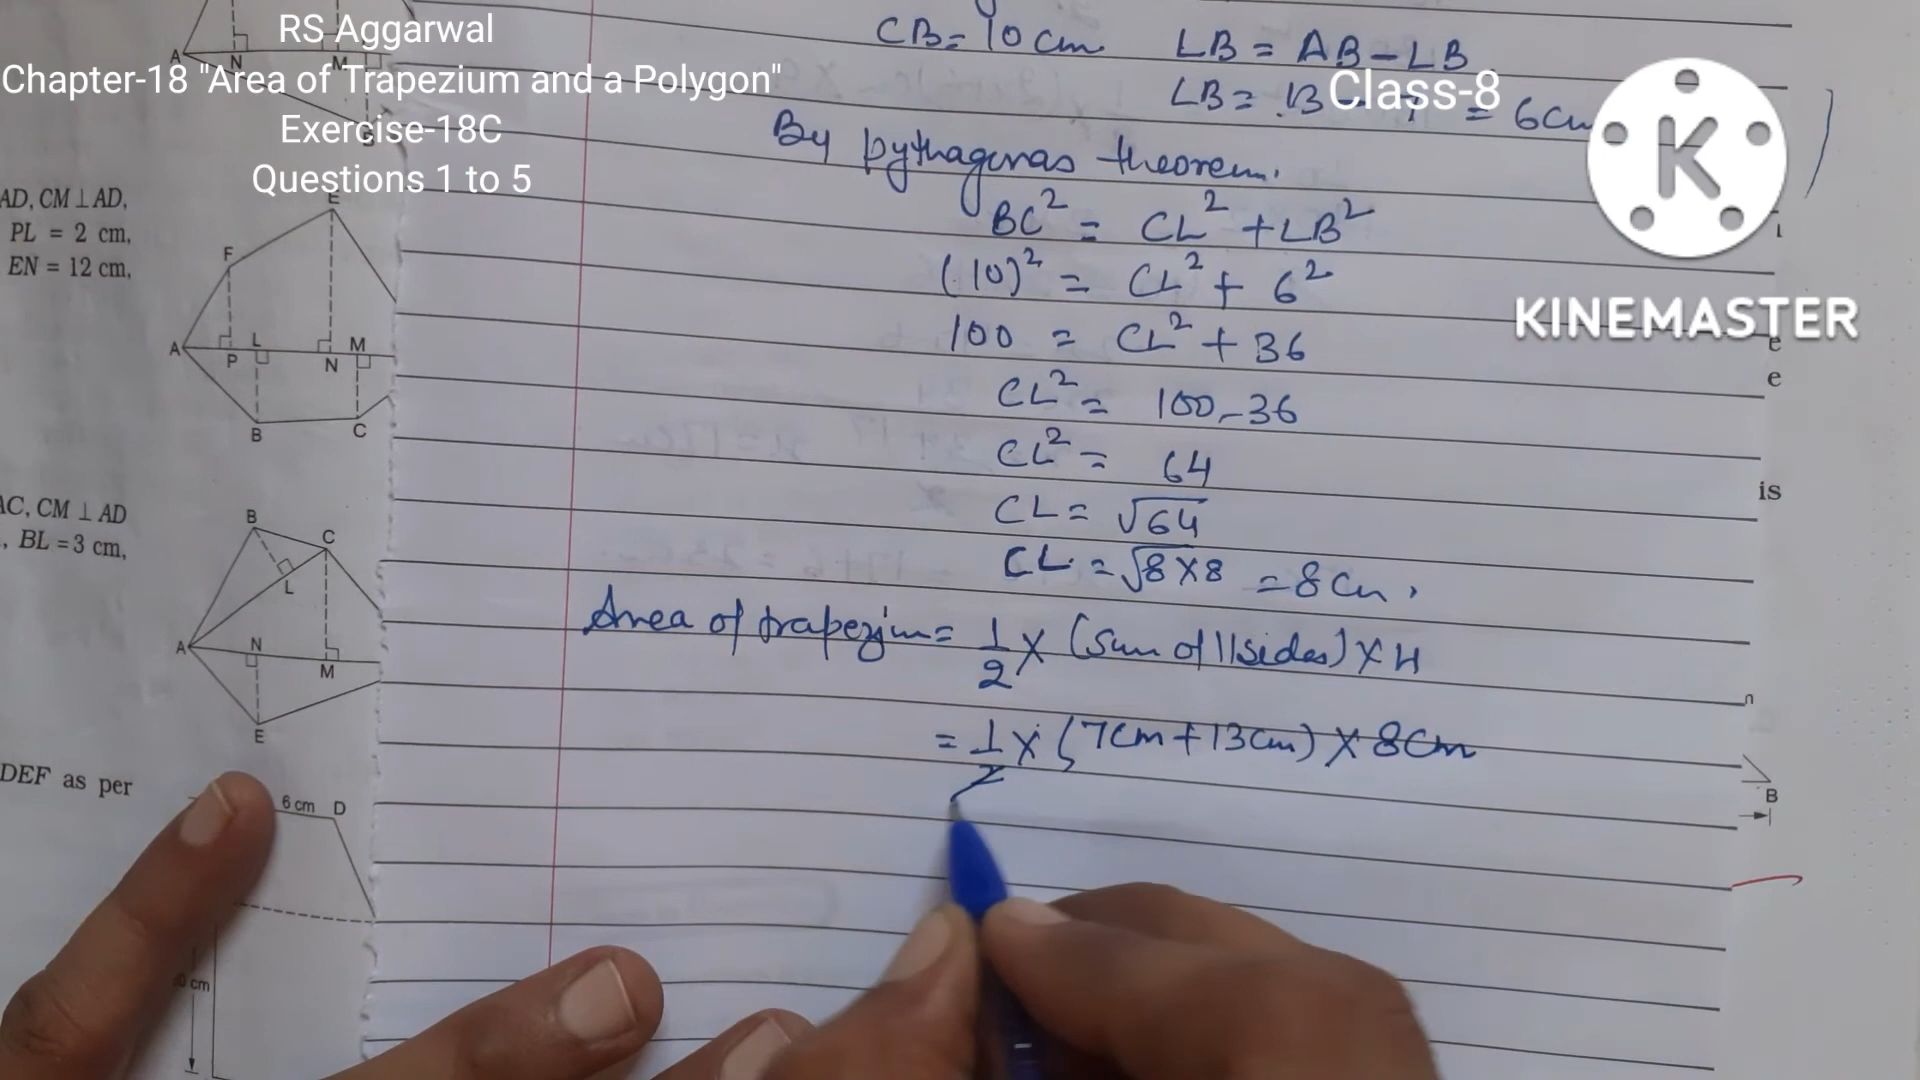 RS Aggarwal
Chapter-18 "Area of Trapezium and a Polygon"
Exercise-18C
Questions 1 to 5
Class-8
KINEMASTER
A N M
AD, CM ⊥ AD,
PL = 2 cm,
EN = 12 cm,
E
F
A P L N M
B C
AC, CM ⊥ AD
, BL = 3 cm,
B C
L
A N M
E
DEF as per
6 cm D
0 cm
CB = 10 cm LB = AB - LB
LB = 13 - 7 = 6cm
By pythagoras theorem.
BC² = CL² + LB²
(10)² = CL² + 6²
100 = CL² + 36
CL² = 100 - 36
CL² = 64
CL = √64
CL = √8×8 = 8cm.
Area of trapezium = 1/2 × (Sum of ||sides) × H
= 1/2 × (7cm + 13cm) × 8cm
e
e
is
n
B